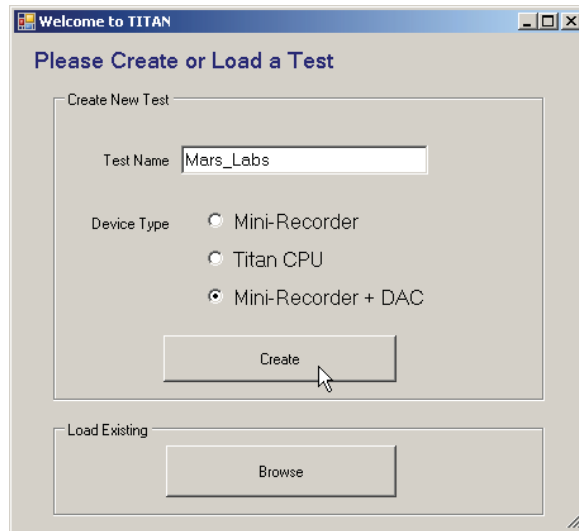 Welcome to TITAN
Please Create or Load a Test
Create New Test
Test Name Mars_Labs
Device Type Mini-Recorder
Titan CPU
Mini-Recorder + DAC
Create
Load Existing
Browse